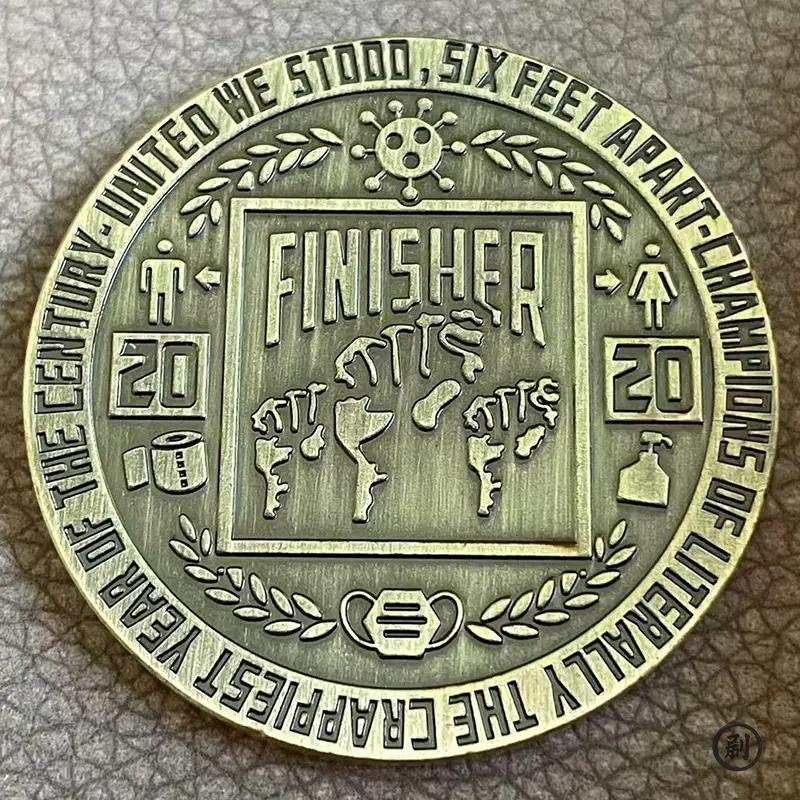 UNITED WE STOOD, SIX FEET APART-CHAMPIONS OF LITERALLY THE CRAPPIEST YEAR OF THE CENTURY-
FINISHER
20 20